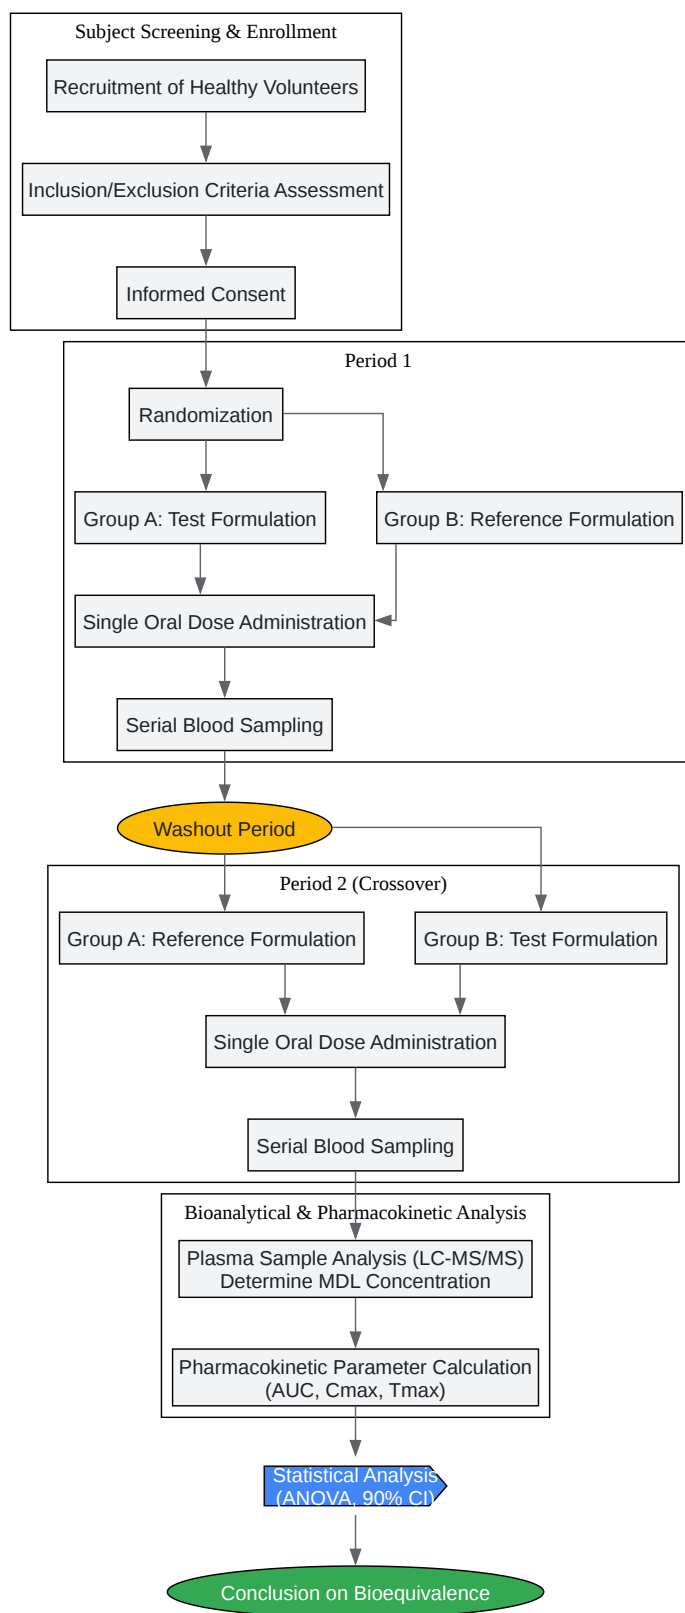 Subject Screening & Enrollment
Recruitment of Healthy Volunteers
Inclusion/Exclusion Criteria Assessment
Informed Consent
Period 1
Randomization
Group A: Test Formulation
Group B: Reference Formulation
Single Oral Dose Administration
Serial Blood Sampling
Washout Period
Period 2 (Crossover)
Group A: Reference Formulation
Group B: Test Formulation
Single Oral Dose Administration
Serial Blood Sampling
Bioanalytical & Pharmacokinetic Analysis
Plasma Sample Analysis (LC-MS/MS)
Determine MDL Concentration
Pharmacokinetic Parameter Calculation
(AUC, Cmax, Tmax)
Statistical Analysis
(ANOVA, 90% CI)
Conclusion on Bioequivalence